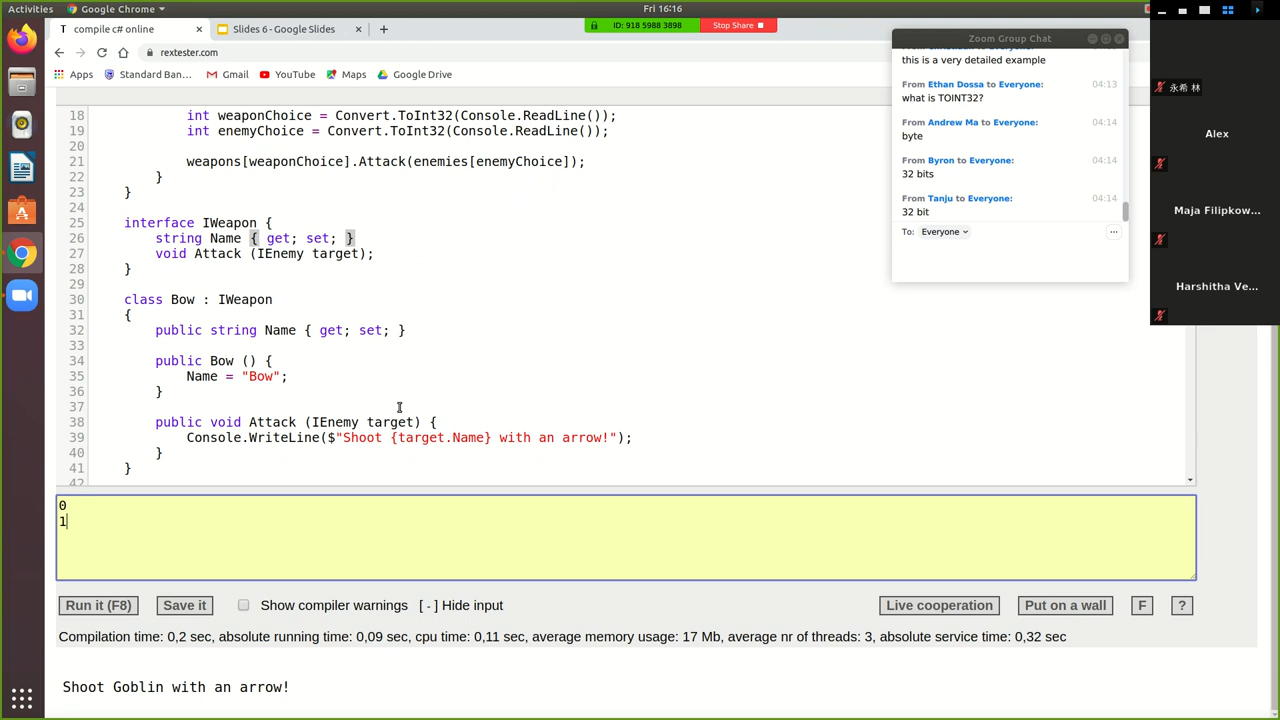 Activities
Google Chrome
Fri 16:16
compile c# online
Slides 6 - Google Slides
ID: 918 5988 3898
Stop Share
rextester.com
Apps
Standard Ban...
Gmail
YouTube
Maps
Google Drive
18 int weaponChoice = Convert.ToInt32(Console.ReadLine());
19 int enemyChoice = Convert.ToInt32(Console.ReadLine());
20
21 weapons[weaponChoice].Attack(enemies[enemyChoice]);
22 }
23 }
24
25 interface IWeapon {
26 string Name { get; set; }
27 void Attack (IEnemy target);
28 }
29
30 class Bow : IWeapon
31 {
32 public string Name { get; set; }
33
34 public Bow () {
35 Name = "Bow";
36 }
37
38 public void Attack (IEnemy target) {
39 Console.WriteLine($"Shoot {target.Name} with an arrow!");
40 }
41 }
42
0
1
Run it (F8)
Save it
Show compiler warnings
[ - ] Hide input
Live cooperation
Put on a wall
F
?
Compilation time: 0,2 sec, absolute running time: 0,09 sec, cpu time: 0,11 sec, average memory usage: 17 Mb, average nr of threads: 3, absolute service time: 0,32 sec
Shoot Goblin with an arrow!
Zoom Group Chat
this is a very detailed example
From Ethan Dossa to Everyone: 04:13
what is TOINT32?
From Andrew Ma to Everyone: 04:14
byte
From Byron to Everyone: 04:14
32 bits
From Tanju to Everyone: 04:14
32 bit
To: Everyone
...
永希 林
Alex
Maja Filipkow...
Harshitha Ve...